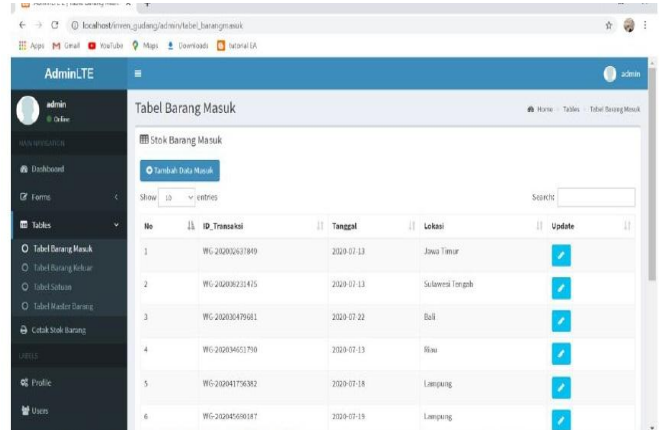 localhost/inven_gudang/admin/tabel_barangmasuk
Apps Gmail YouTube Maps Downloads tutorial EA
AdminLTE
admin
admin
Online
Tabel Barang Masuk
Home Tables Tabel Barang Masuk
MAIN NAVIGATION
Stok Barang Masuk
Dashboard
Tambah Data Masuk
Forms
Show 10 entries
Search:
Tables
No ID_Transaksi Tanggal Lokasi Update
Tabel Barang Masuk
Tabel Barang Keluar
Tabel Satuan
Tabel Master Barang
Cetak Stok Barang
LABELS
Profile
Users
1 WG-202002637849 2020-07-13 Jawa Timur
2 WG-202006231475 2020-07-13 Sulawesi Tengah
3 WG-202030479681 2020-07-22 Bali
4 WG-202034651790 2020-07-13 Riau
5 WG-202041756382 2020-07-18 Lampung
6 WG-202045690187 2020-07-19 Lampung